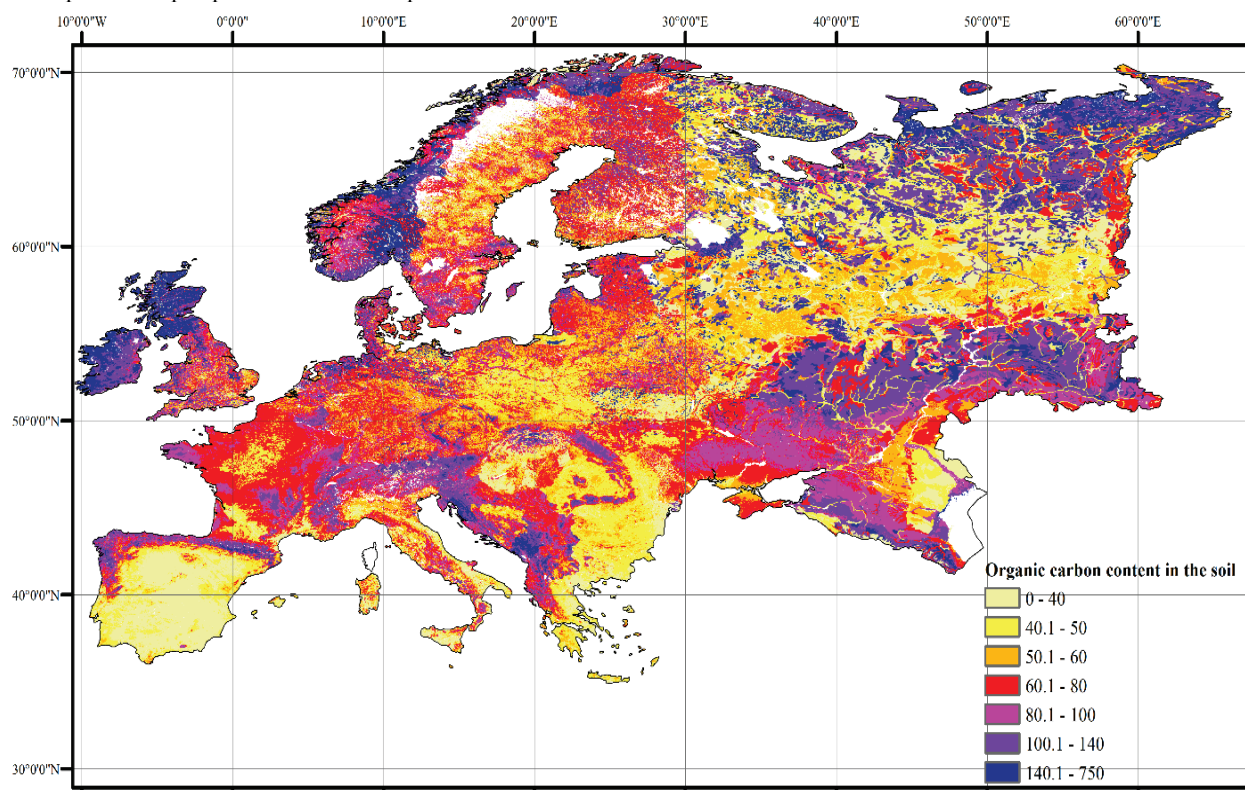 10°0'0"W 0°0'0" 10°0'0"E 20°0'0"E 30°0'0"E 40°0'0"E 50°0'0"E 60°0'0"E
70°0'0"N
60°0'0"N
50°0'0"N
40°0'0"N
30°0'0"N
Organic carbon content in the soil
0 - 40
40.1 - 50
50.1 - 60
60.1 - 80
80.1 - 100
100.1 - 140
140.1 - 750